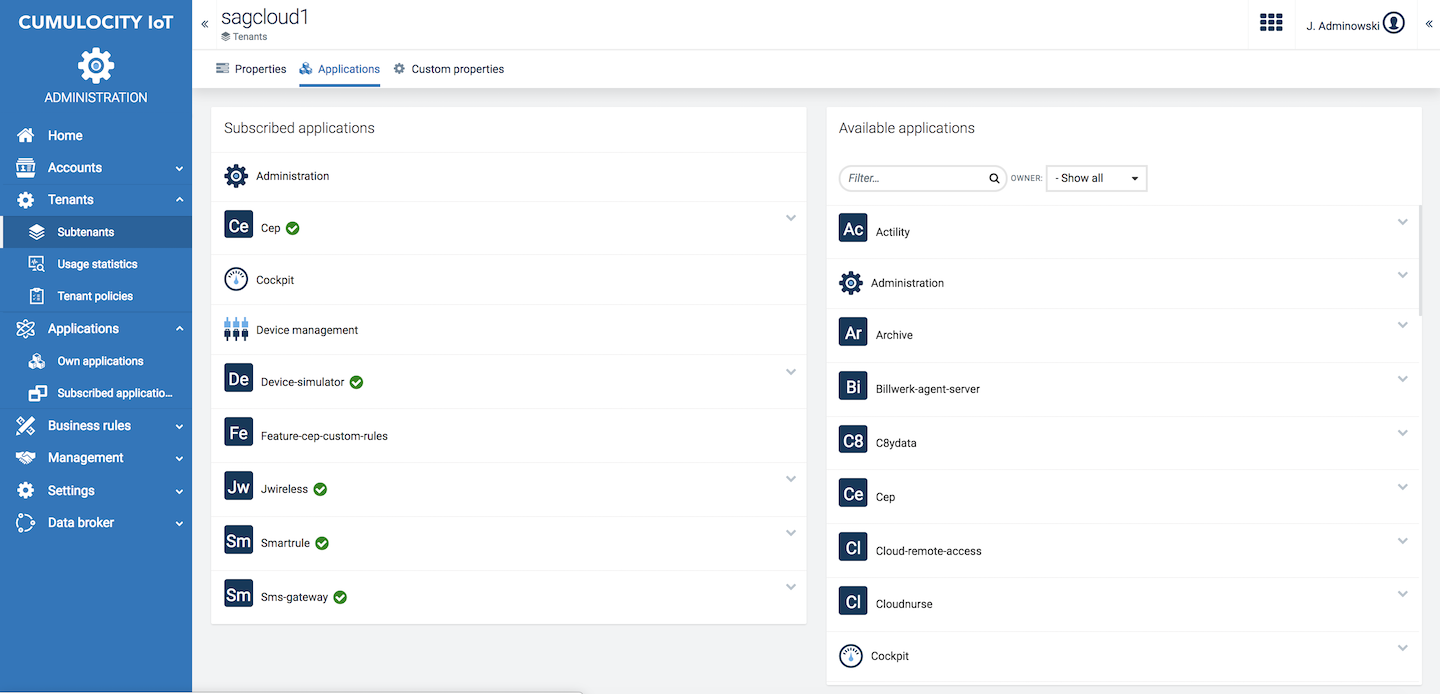 CUMULOCITY IoT
ADMINISTRATION
Home
Accounts
Tenants
Subtenants
Usage statistics
Tenant policies
Applications
Own applications
Subscribed applicatio...
Business rules
Management
Settings
Data broker
sagcloud1
Tenants
J. Adminowski
Properties Applications Custom properties
Subscribed applications
Administration
Ce Cep
Cockpit
Device management
De Device-simulator
Fe Feature-cep-custom-rules
Jw Jwireless
Sm Smartrule
Sm Sms-gateway
Available applications
Filter... OWNER: - Show all
Ac Actility
Administration
Ar Archive
Bi Billwerk-agent-server
C8 C8ydata
Ce Cep
Cl Cloud-remote-access
Cl Cloudnurse
Cockpit